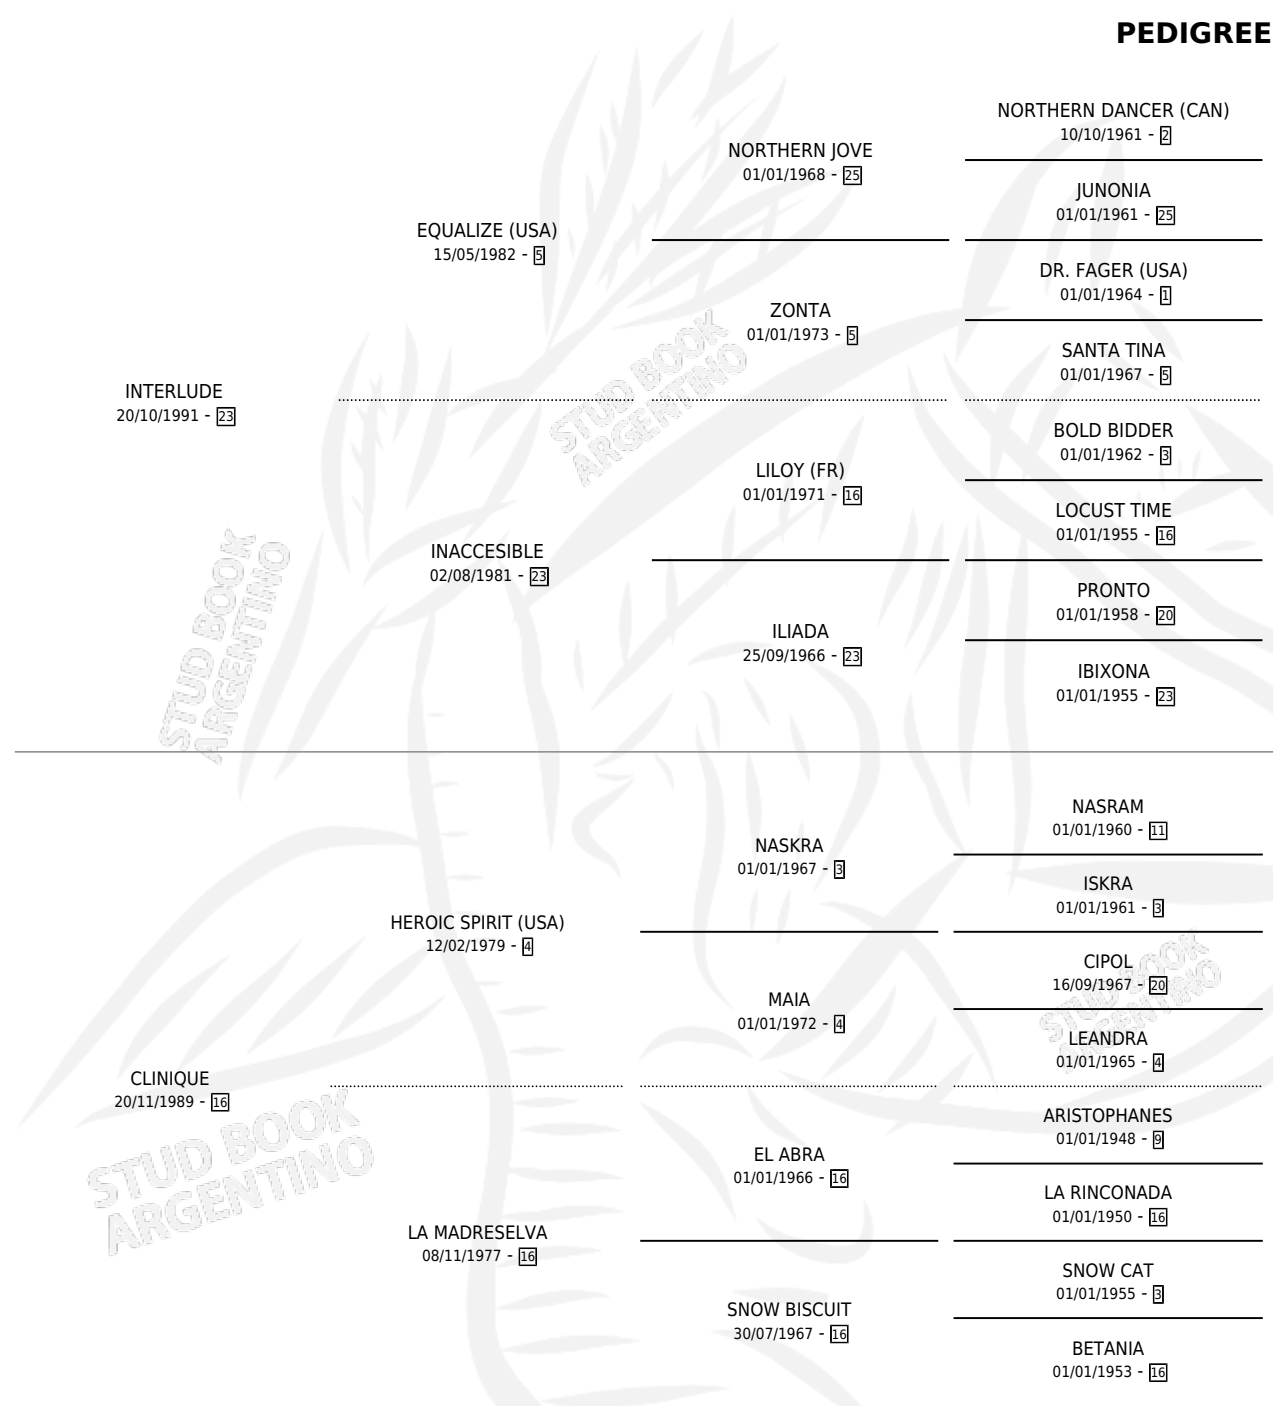 PEDIGREE
NORTHERN DANCER (CAN)
10/10/1961 - 2
NORTHERN JOVE
01/01/1968 - 25
JUNONIA
01/01/1961 - 25
EQUALIZE (USA)
15/05/1982 - 5
DR. FAGER (USA)
01/01/1964 - 1
ZONTA
01/01/1973 - 5
SANTA TINA
01/01/1967 - 5
INTERLUDE
20/10/1991 - 23
BOLD BIDDER
01/01/1962 - 3
LILOY (FR)
01/01/1971 - 16
LOCUST TIME
01/01/1955 - 16
INACCESIBLE
02/08/1981 - 23
PRONTO
01/01/1958 - 20
ILIADA
25/09/1966 - 23
IBIXONA
01/01/1955 - 23
NASRAM
01/01/1960 - 11
NASKRA
01/01/1967 - 3
ISKRA
01/01/1961 - 3
HEROIC SPIRIT (USA)
12/02/1979 - 4
CIPOL
16/09/1967 - 20
MAIA
01/01/1972 - 4
LEANDRA
01/01/1965 - 4
CLINIQUE
20/11/1989 - 16
ARISTOPHANES
01/01/1948 - 9
EL ABRA
01/01/1966 - 16
LA RINCONADA
01/01/1950 - 16
LA MADRESELVA
08/11/1977 - 16
SNOW CAT
01/01/1955 - 3
SNOW BISCUIT
30/07/1967 - 16
BETANIA
01/01/1953 - 16
STUD BOOK
ARGENTINO
STUD BOOK
ARGENTINO
STUD BOOK
ARGENTINO
STUD BOOK
ARGENTINO